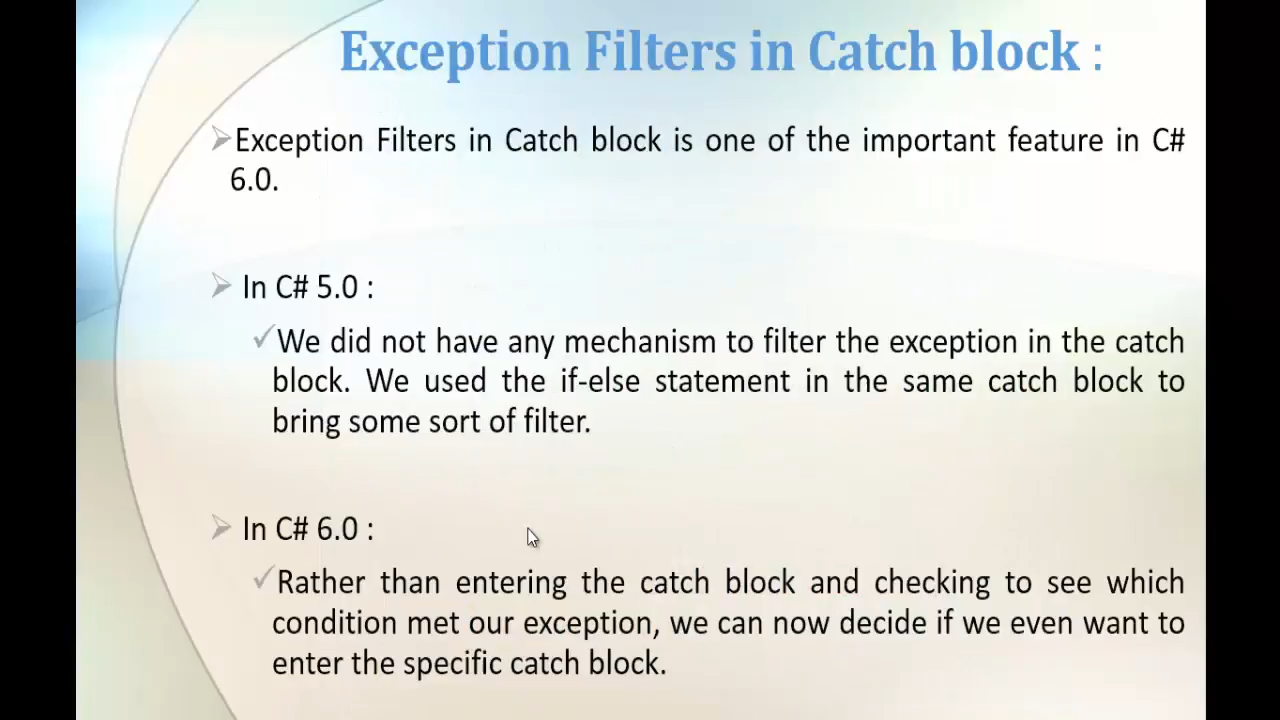 Exception Filters in Catch block :
Exception Filters in Catch block is one of the important feature in C#
6.0.
In C# 5.0 :
We did not have any mechanism to filter the exception in the catch
block. We used the if-else statement in the same catch block to
bring some sort of filter.
In C# 6.0 :
Rather than entering the catch block and checking to see which
condition met our exception, we can now decide if we even want to
enter the specific catch block.